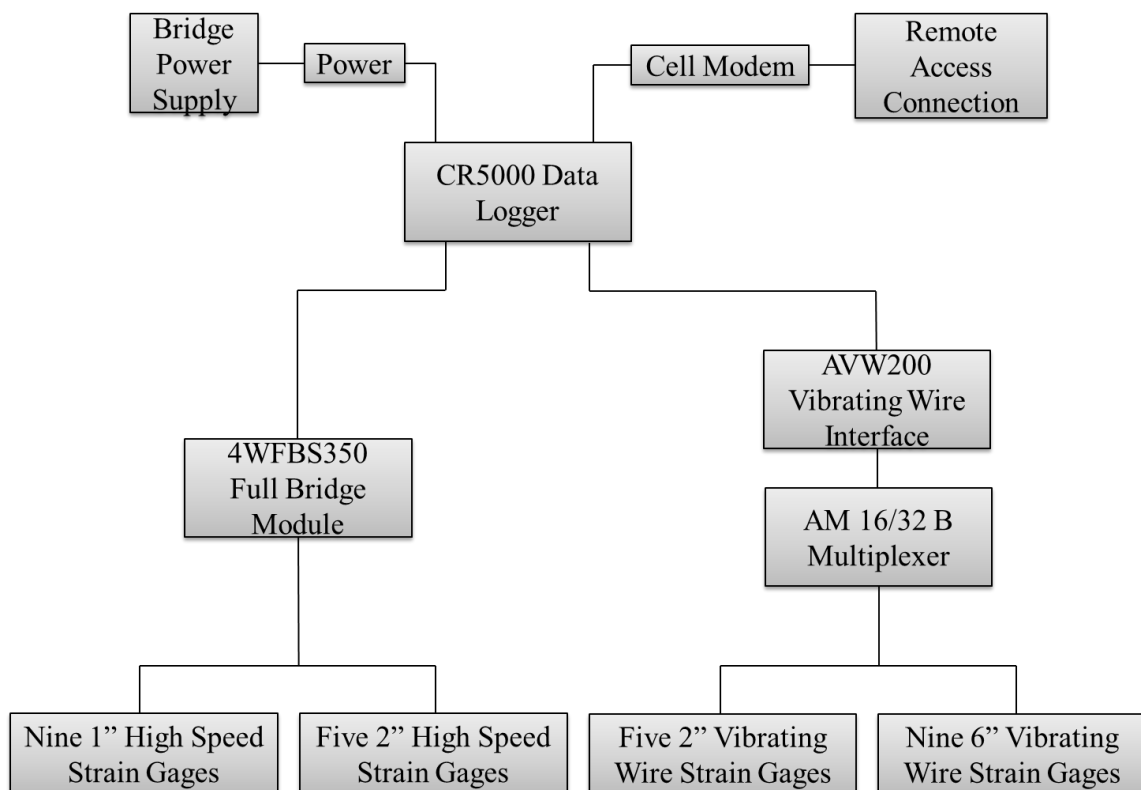 Bridge
Power
Supply
Power
Cell Modem
Remote
Access
Connection
CR5000 Data
Logger
4WFBS350
Full Bridge
Module
AVW200
Vibrating Wire
Interface
AM 16/32 B
Multiplexer
Nine 1” High Speed
Strain Gages
Five 2” High Speed
Strain Gages
Five 2” Vibrating
Wire Strain Gages
Nine 6” Vibrating
Wire Strain Gages